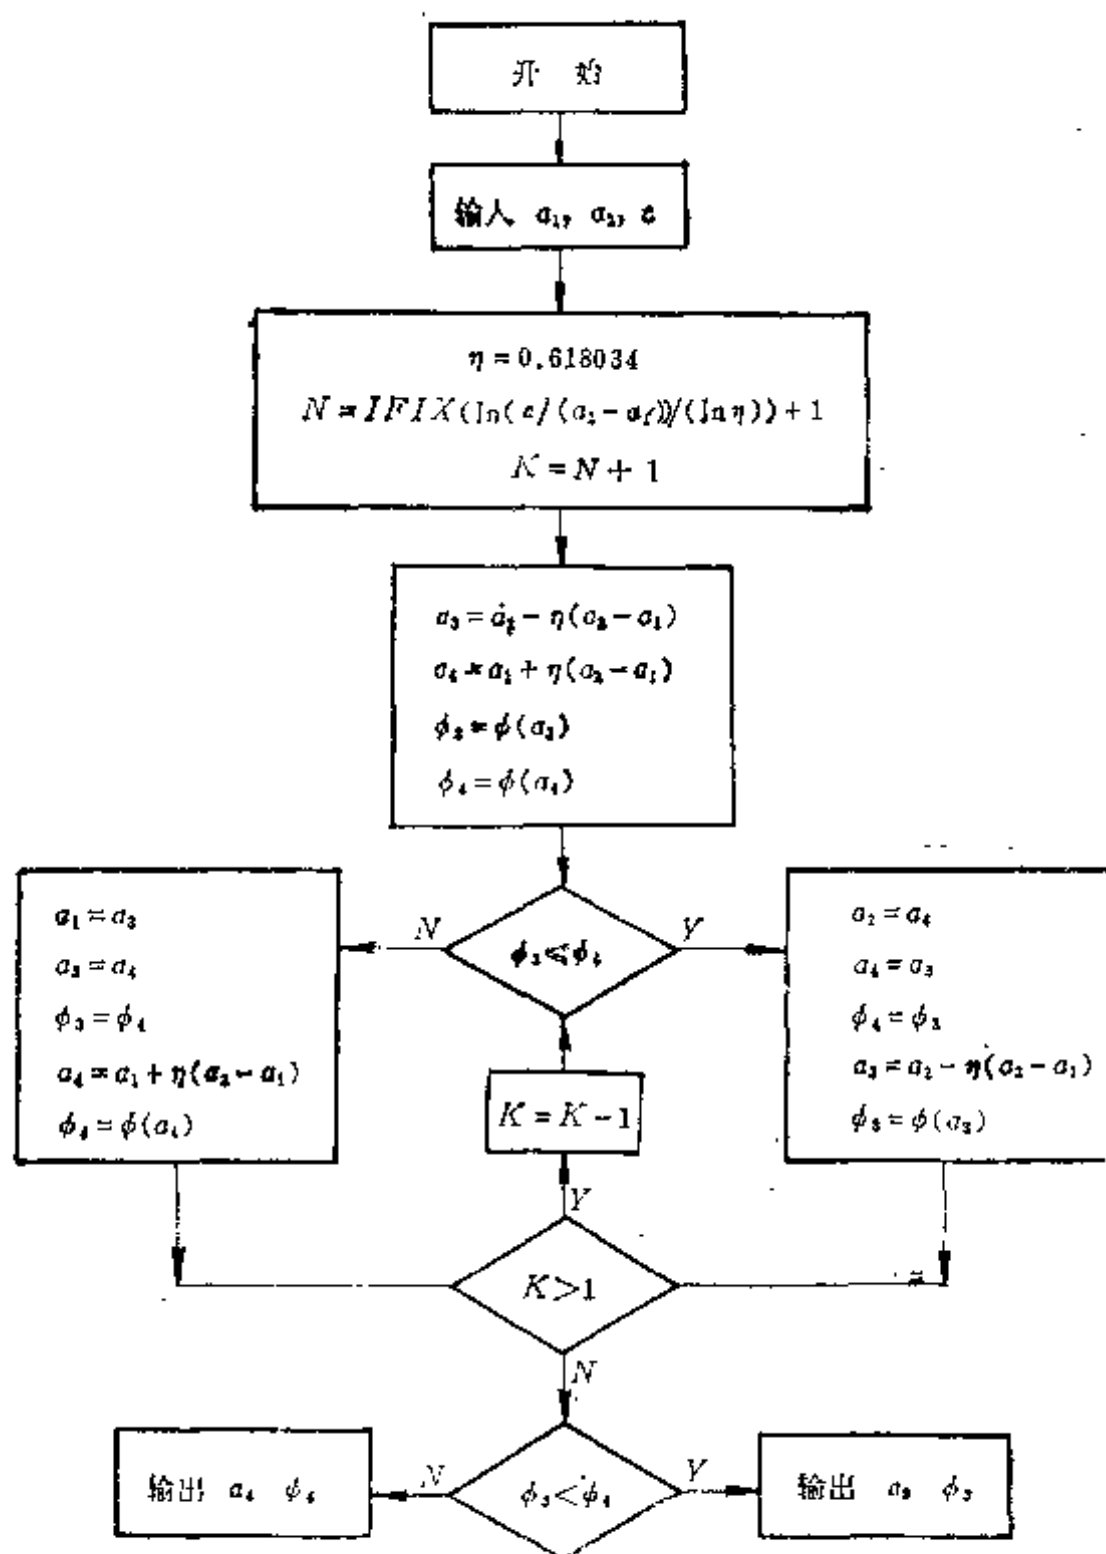 开 始
输入 a₁, a₂, ε
η = 0.618034
N = IFIX(ln(ε/(a₂ - a₁))/(ln η)) + 1
K = N + 1
a₃ = a₂ - η(a₂ - a₁)
a₄ = a₁ + η(a₂ - a₁)
ϕ₃ = ϕ(a₃)
ϕ₄ = ϕ(a₄)
ϕ₃ ≤ ϕ₄
N
Y
a₁ = a₃
a₃ = a₄
ϕ₃ = ϕ₄
a₄ = a₁ + η(a₂ - a₁)
ϕ₄ = ϕ(a₄)
a₂ = a₄
a₄ = a₃
ϕ₄ = ϕ₃
a₃ = a₂ - η(a₂ - a₁)
ϕ₃ = ϕ(a₃)
K = K - 1
Y
K > 1
N
ϕ₃ < ϕ₄
N
Y
输出 a₄ ϕ₄
输出 a₃ ϕ₃